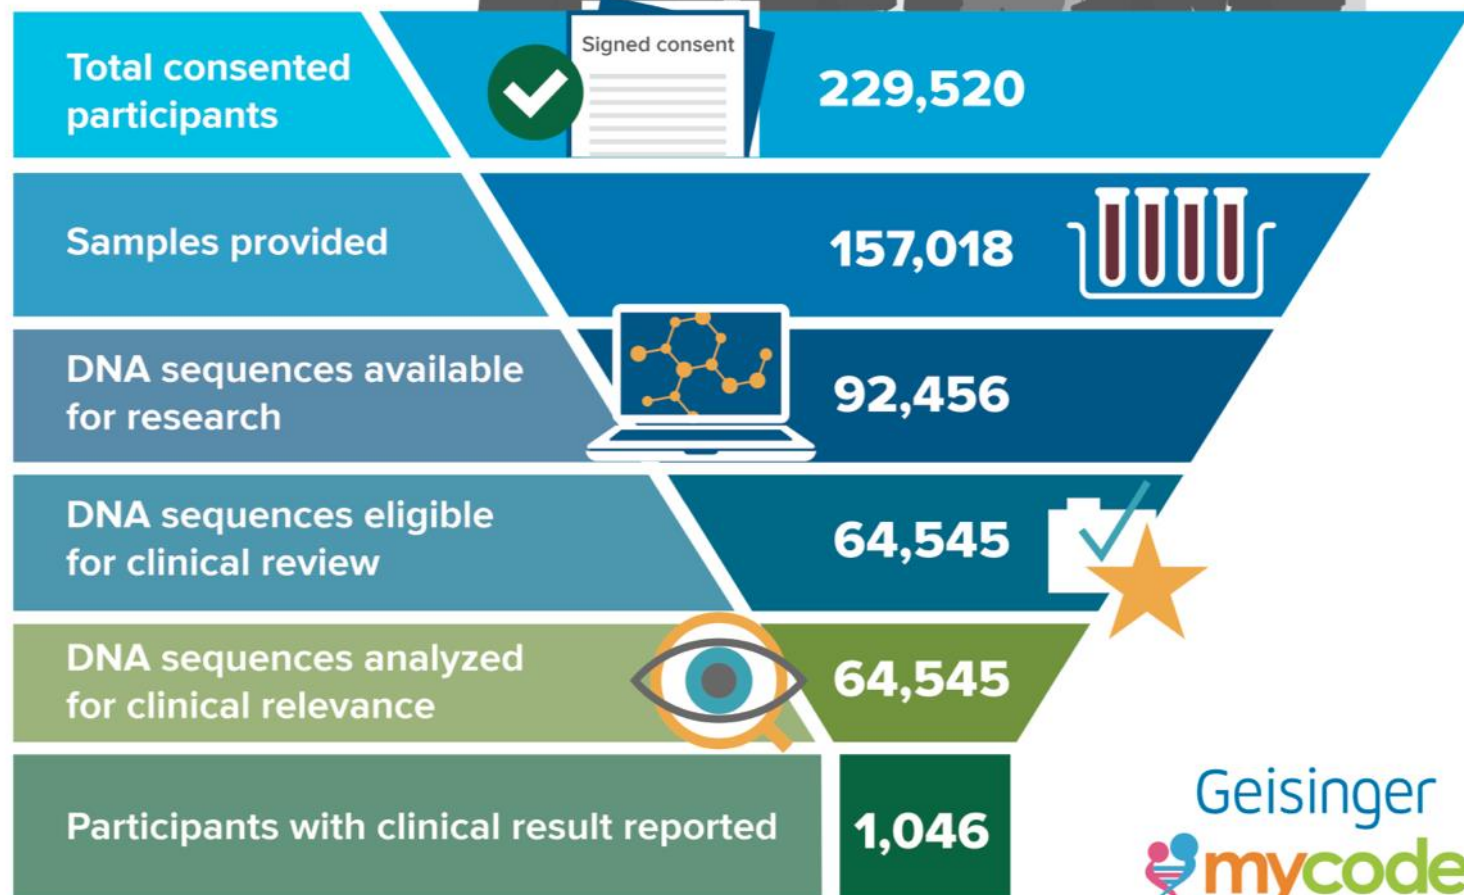 Total consented
participants
Signed consent
229,520
Samples provided
157,018
DNA sequences available
for research
92,456
DNA sequences eligible
for clinical review
64,545
DNA sequences analyzed
for clinical relevance
64,545
Participants with clinical result reported
1,046
Geisinger
mycode